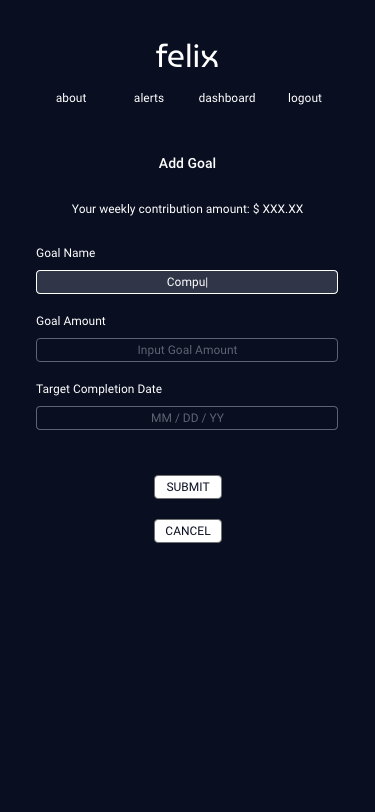 felix
about alerts dashboard logout
Add Goal
Your weekly contribution amount: $ XXX.XX
Goal Name
Compu
Goal Amount
Input Goal Amount
Target Completion Date
MM / DD / YY
SUBMIT
CANCEL